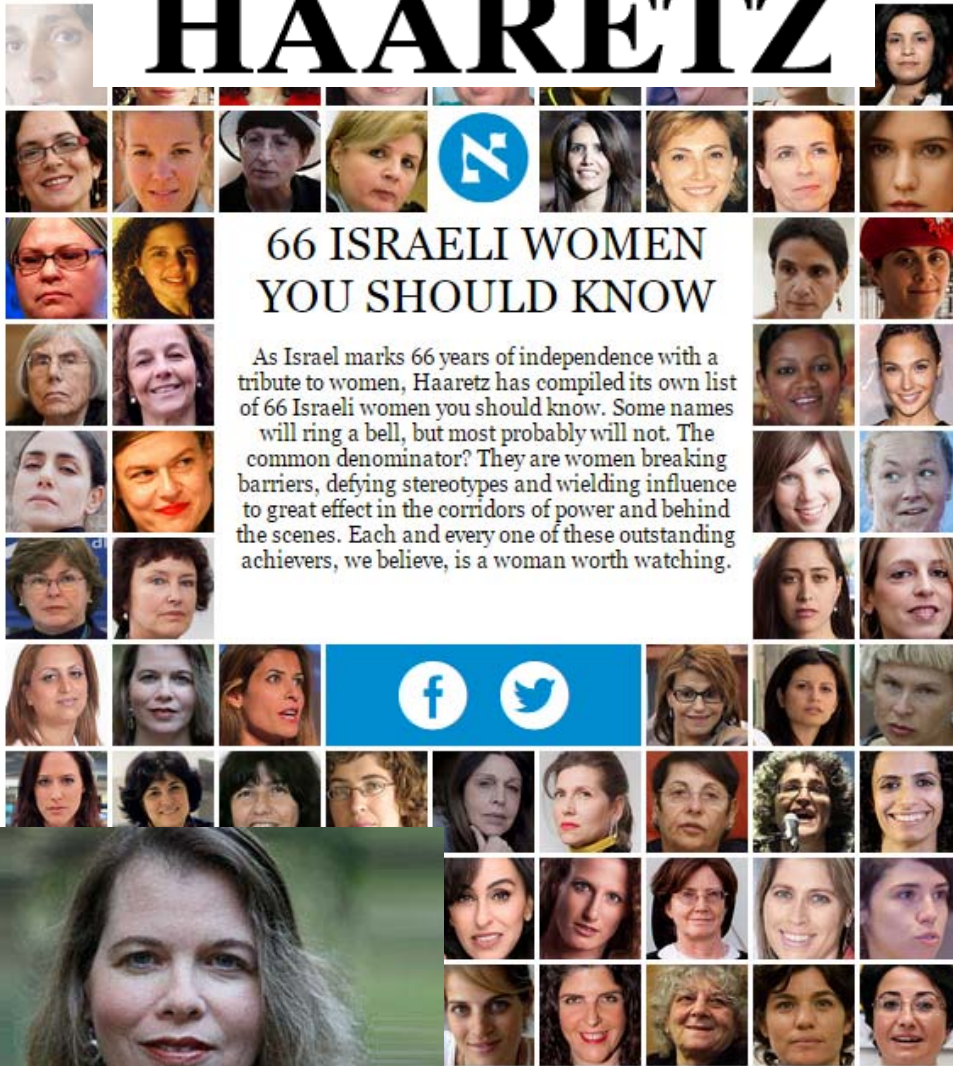 HAARETZ
א
66 ISRAELI WOMEN
YOU SHOULD KNOW
As Israel marks 66 years of independence with a
tribute to women, Haaretz has compiled its own list
of 66 Israeli women you should know. Some names
will ring a bell, but most probably will not. The
common denominator? They are women breaking
barriers, defying stereotypes and wielding influence
to great effect in the corridors of power and behind
the scenes. Each and every one of these outstanding
achievers, we believe, is a woman worth watching.
f